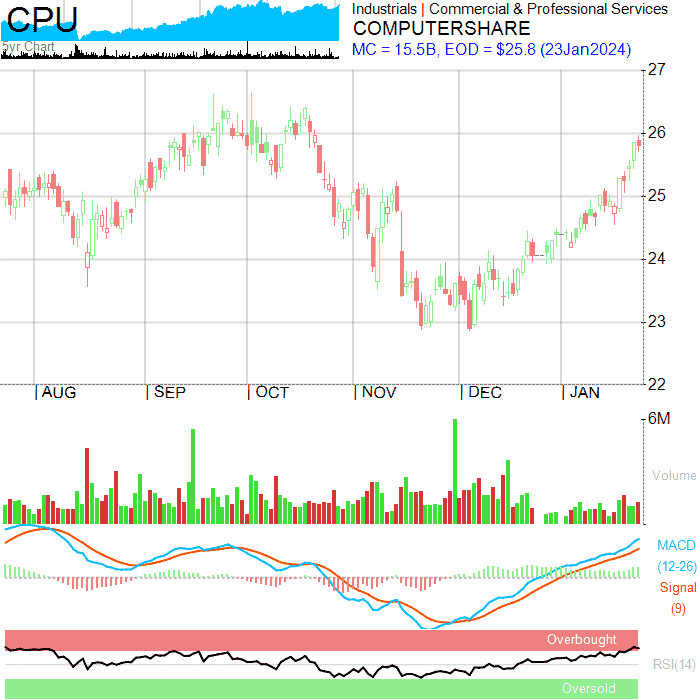 CPU
5yr Chart
Industrials | Commercial & Professional Services
COMPUTERSHARE
MC = 15.5B, EOD = $25.8 (23Jan2024)
27
26
25
24
23
22
| AUG | SEP | OCT | NOV | DEC | JAN
6M
Volume
MACD
(12-26)
Signal
(9)
Overbought
RSI(14)
Oversold